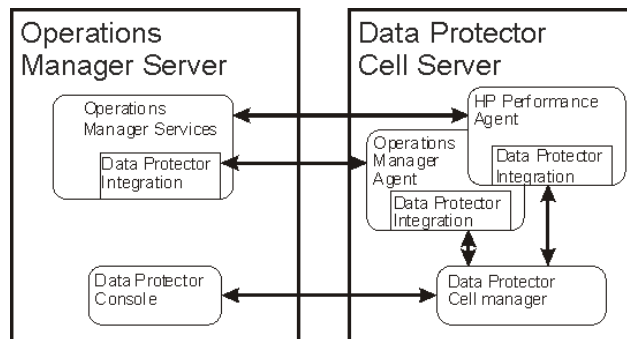 Operations
Manager Server
Operations
Manager Services
Data Protector
Integration
Data Protector
Console
Data Protector
Cell Server
HP Performance
Agent
Data Protector
Integration
Operations
Manager
Agent
Data Protector
Integration
Data Protector
Cell manager